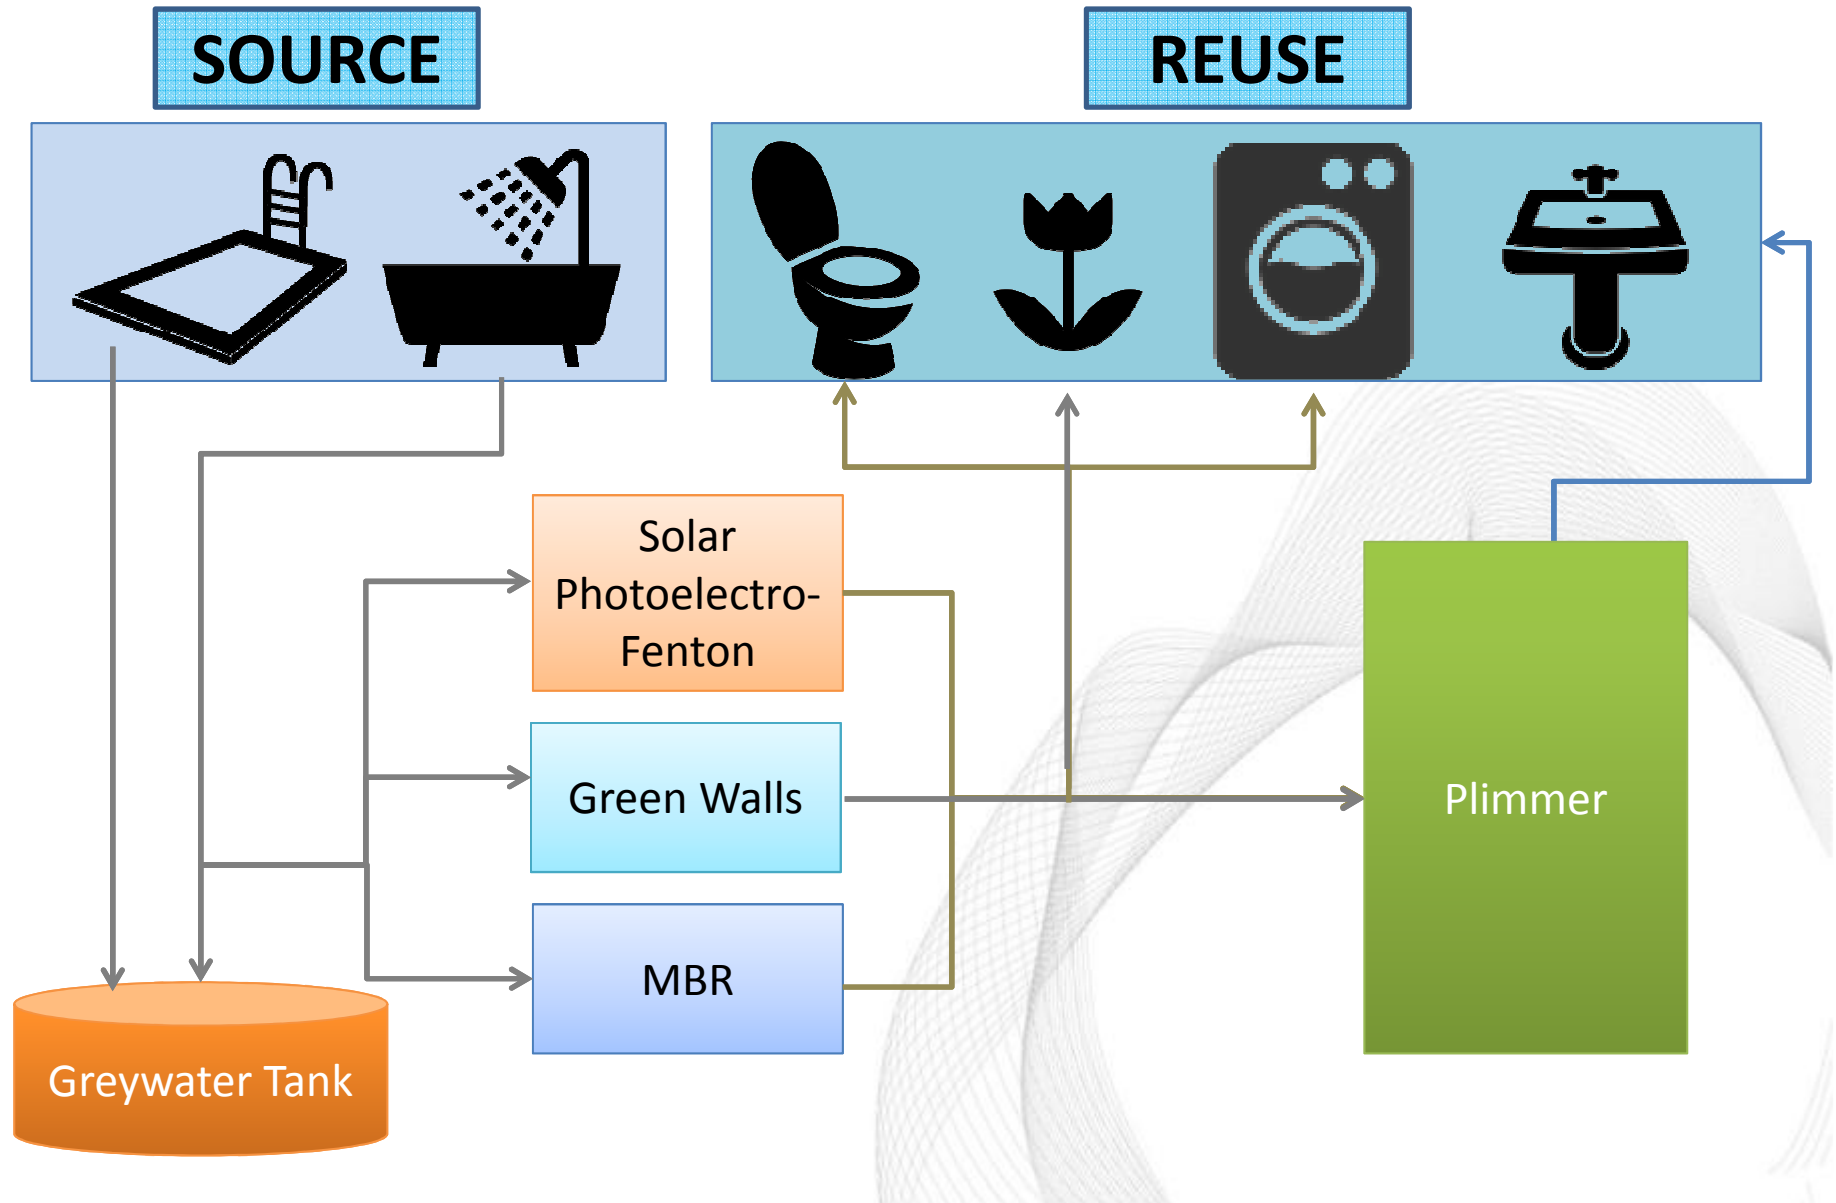 SOURCE
REUSE
Solar
Photoelectro-
Fenton
Green Walls
Plimmer
MBR
Greywater Tank